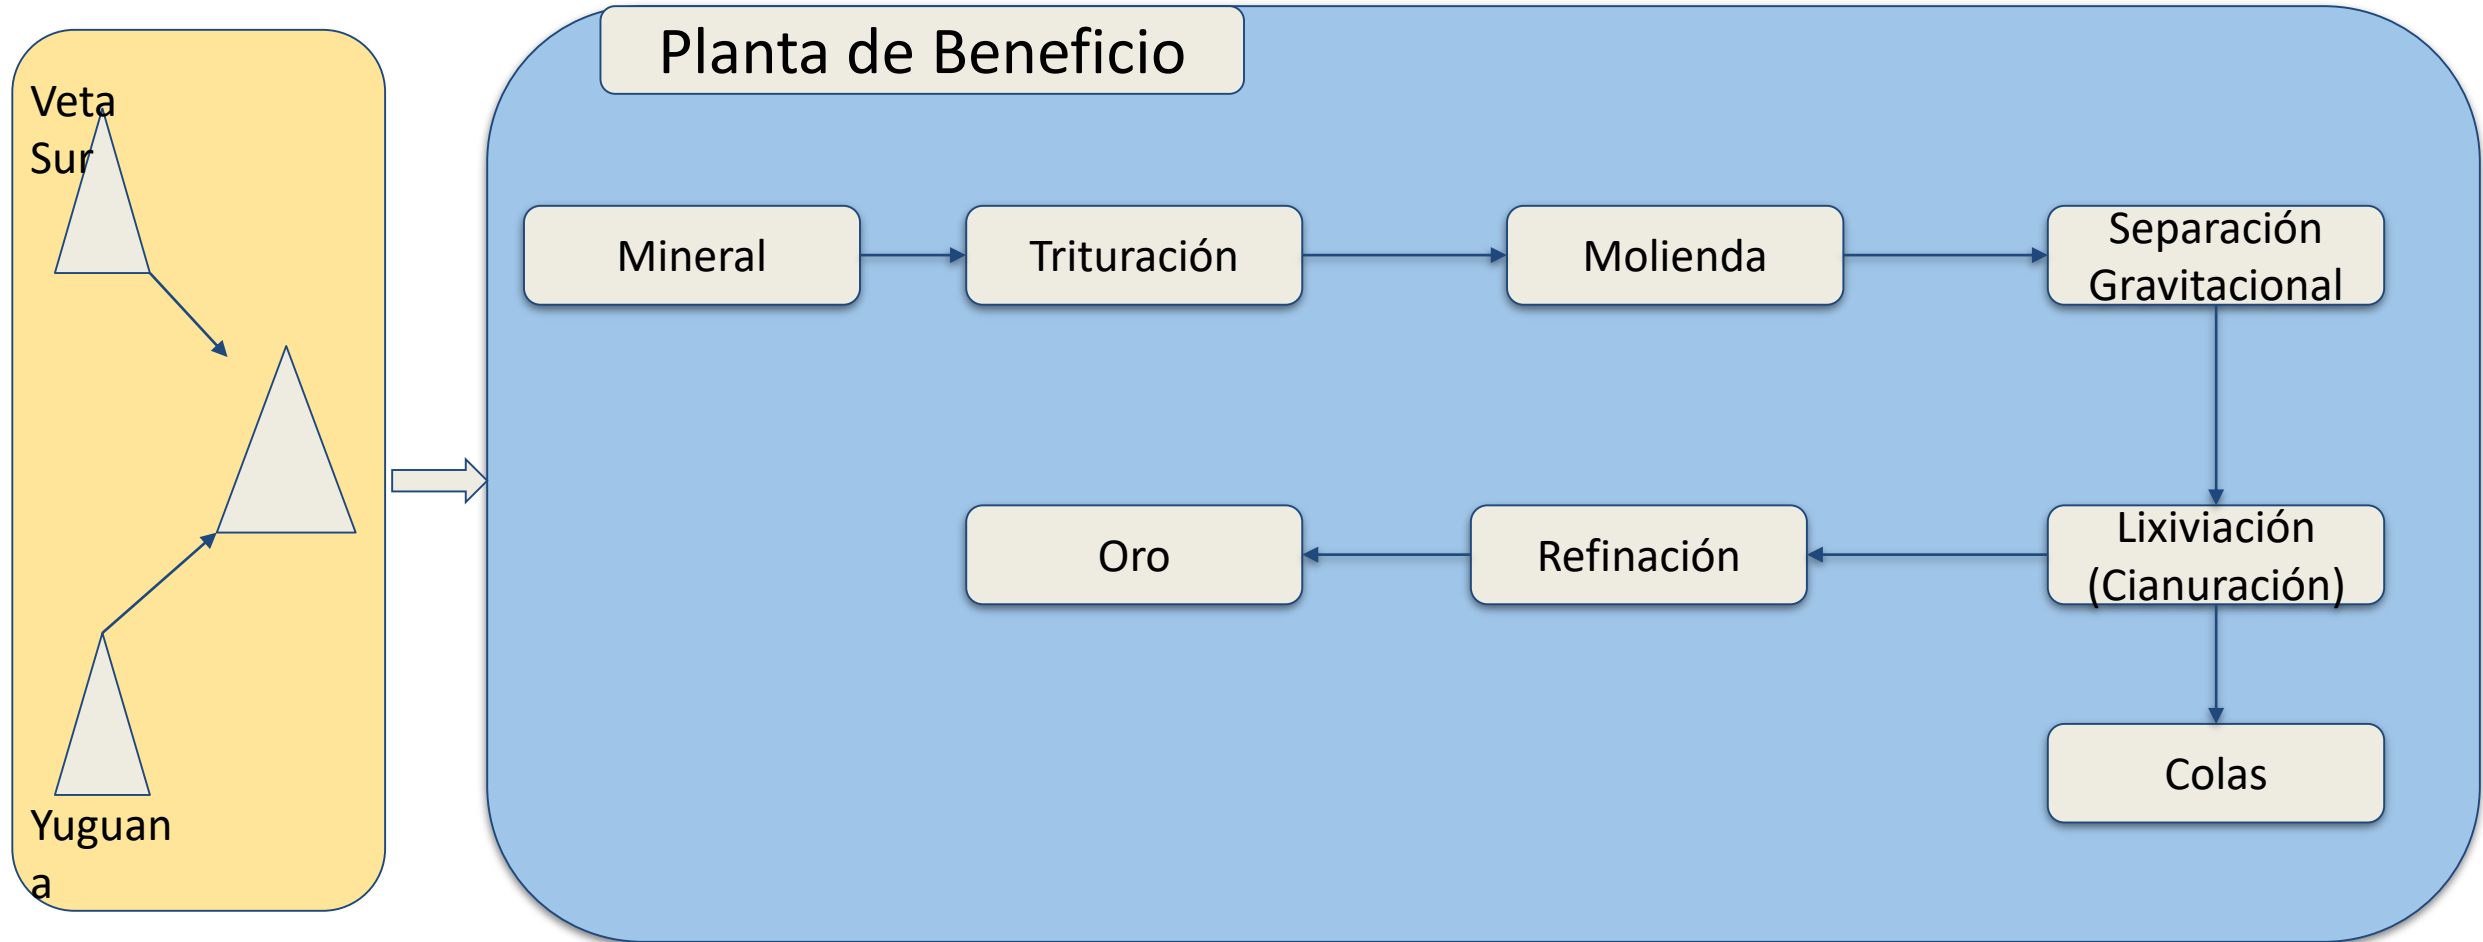 Planta de Beneficio
Veta
Sur
Mineral
Trituración
Molienda
Separación
Gravitacional
Oro
Refinación
Lixiviación
(Cianuración)
Colas
Yuguan
a